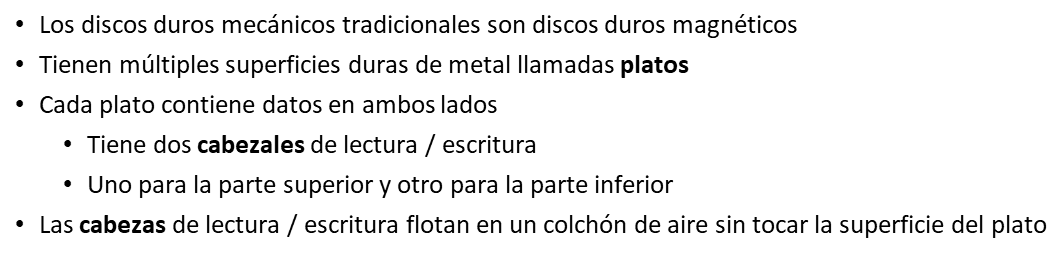 • Los discos duros mecánicos tradicionales son discos duros magnéticos
• Tienen múltiples superficies duras de metal llamadas platos
• Cada plato contiene datos en ambos lados
• Tiene dos cabezales de lectura / escritura
• Uno para la parte superior y otro para la parte inferior
• Las cabezas de lectura / escritura flotan en un colchón de aire sin tocar la superficie del plato